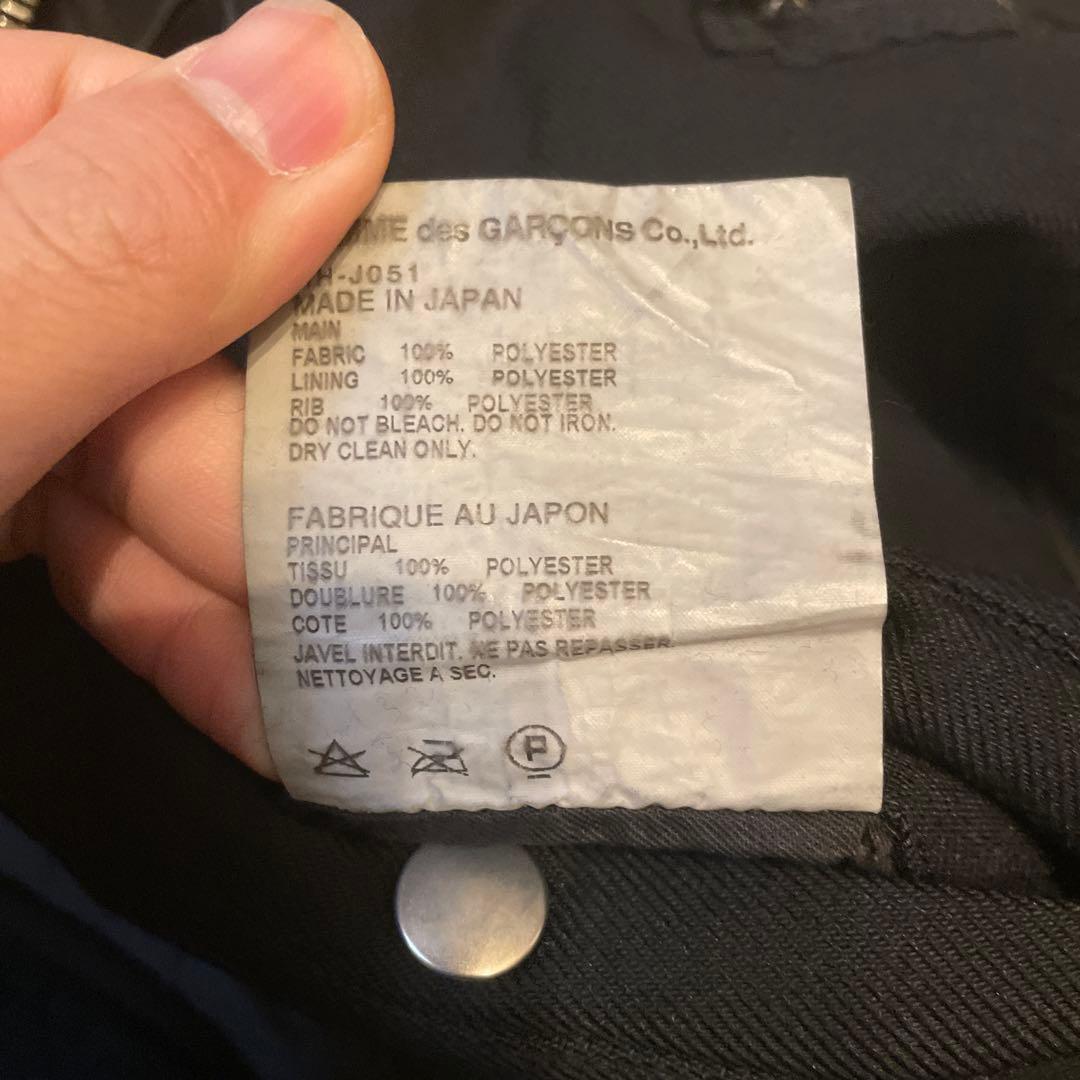 des GARÇONS Co.,Ltd.
-J051
MADE IN JAPAN
MAIN
FABRIC 100% POLYESTER
LINING 100% POLYESTER
RIB 100% POLYESTER
DO NOT BLEACH. DO NOT IRON.
DRY CLEAN ONLY.
FABRIQUE AU JAPON
PRINCIPAL
TISSU 100% POLYESTER
DOUBLURE 100% POLYESTER
COTE 100% POLYESTER
JAVEL INTERDIT. NE PAS REPASSER.
NETTOYAGE A SEC.
P